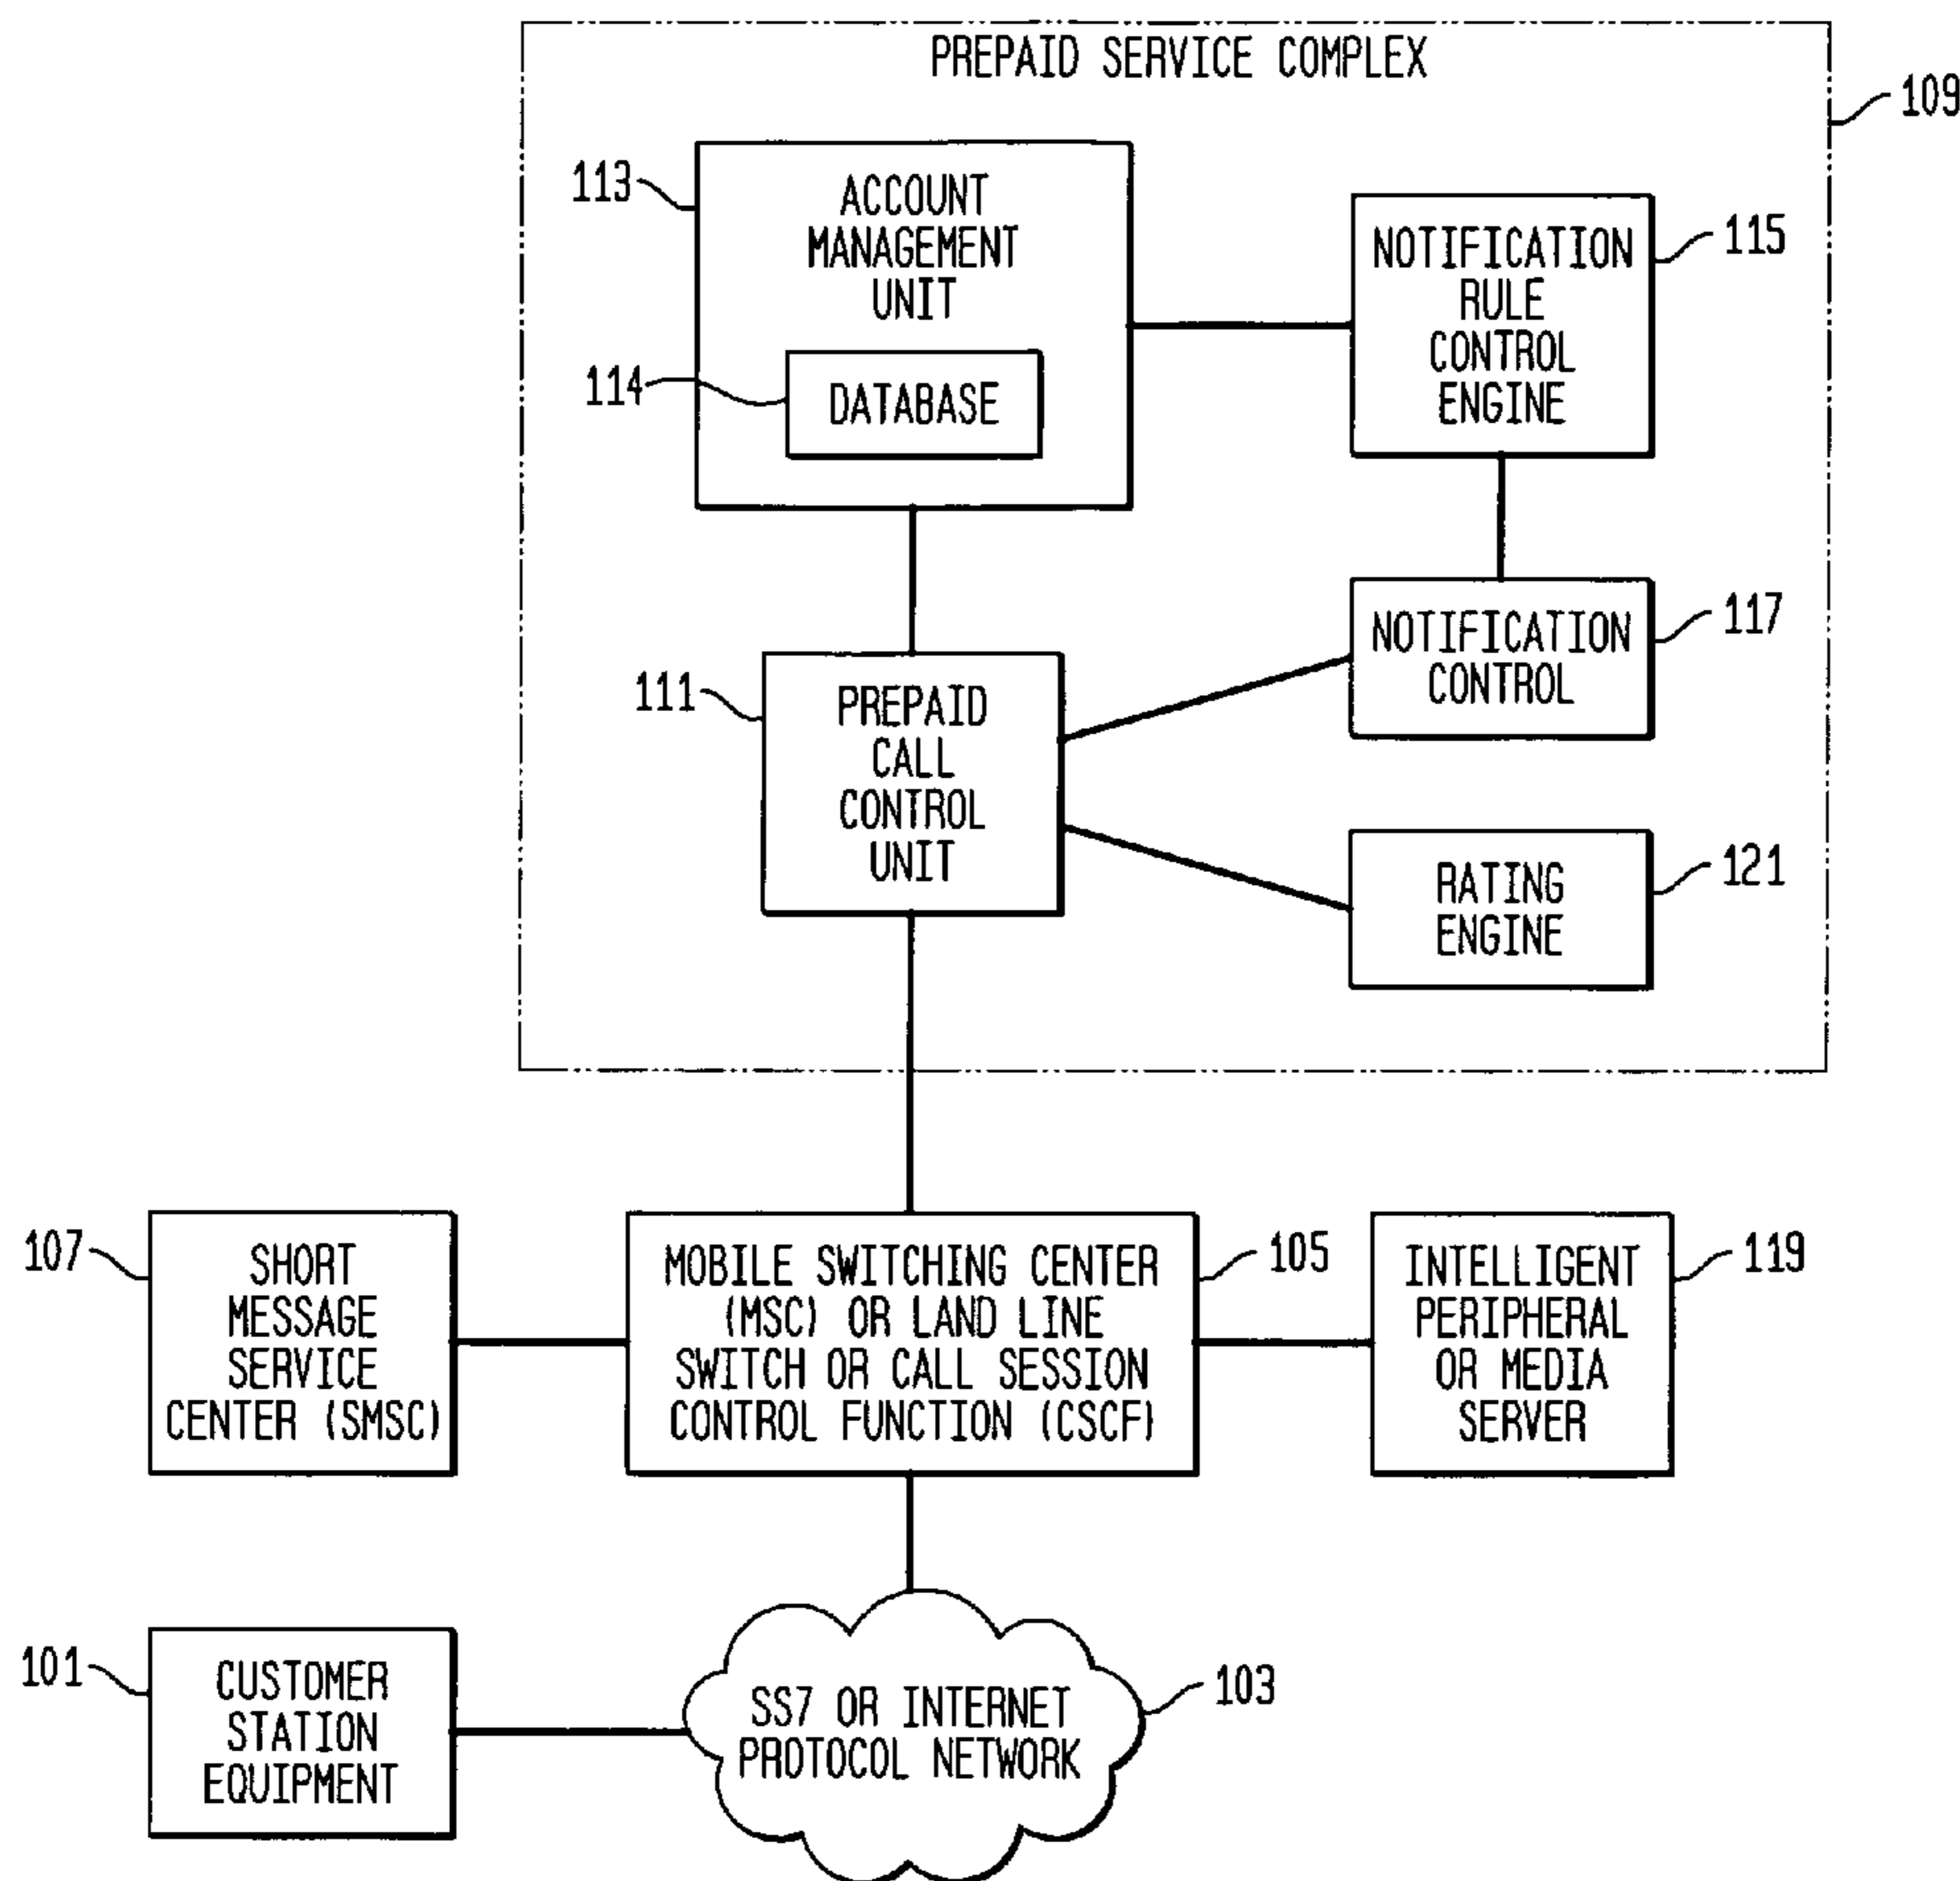 PREPAID SERVICE COMPLEX
109
113
ACCOUNT
MANAGEMENT
UNIT
114
DATABASE
NOTIFICATION
RULE
CONTROL
ENGINE
115
111
PREPAID
CALL
CONTROL
UNIT
NOTIFICATION
CONTROL
117
RATING
ENGINE
121
107
SHORT
MESSAGE
SERVICE
CENTER (SMSC)
MOBILE SWITCHING CENTER
(MSC) OR LAND LINE
SWITCH OR CALL SESSION
CONTROL FUNCTION (CSCF)
105
INTELLIGENT
PERIPHERAL
OR MEDIA
SERVER
119
101
CUSTOMER
STATION
EQUIPMENT
SS7 OR INTERNET
PROTOCOL NETWORK
103